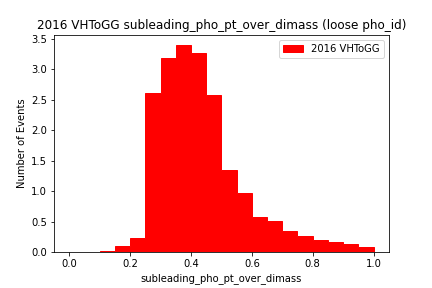 2016 VHToGG subleading_pho_pt_over_dimass (loose pho_id)
2016 VHToGG
Number of Events
3.5
3.0
2.5
2.0
1.5
1.0
0.5
0.0
0.0 0.2 0.4 0.6 0.8 1.0
subleading_pho_pt_over_dimass